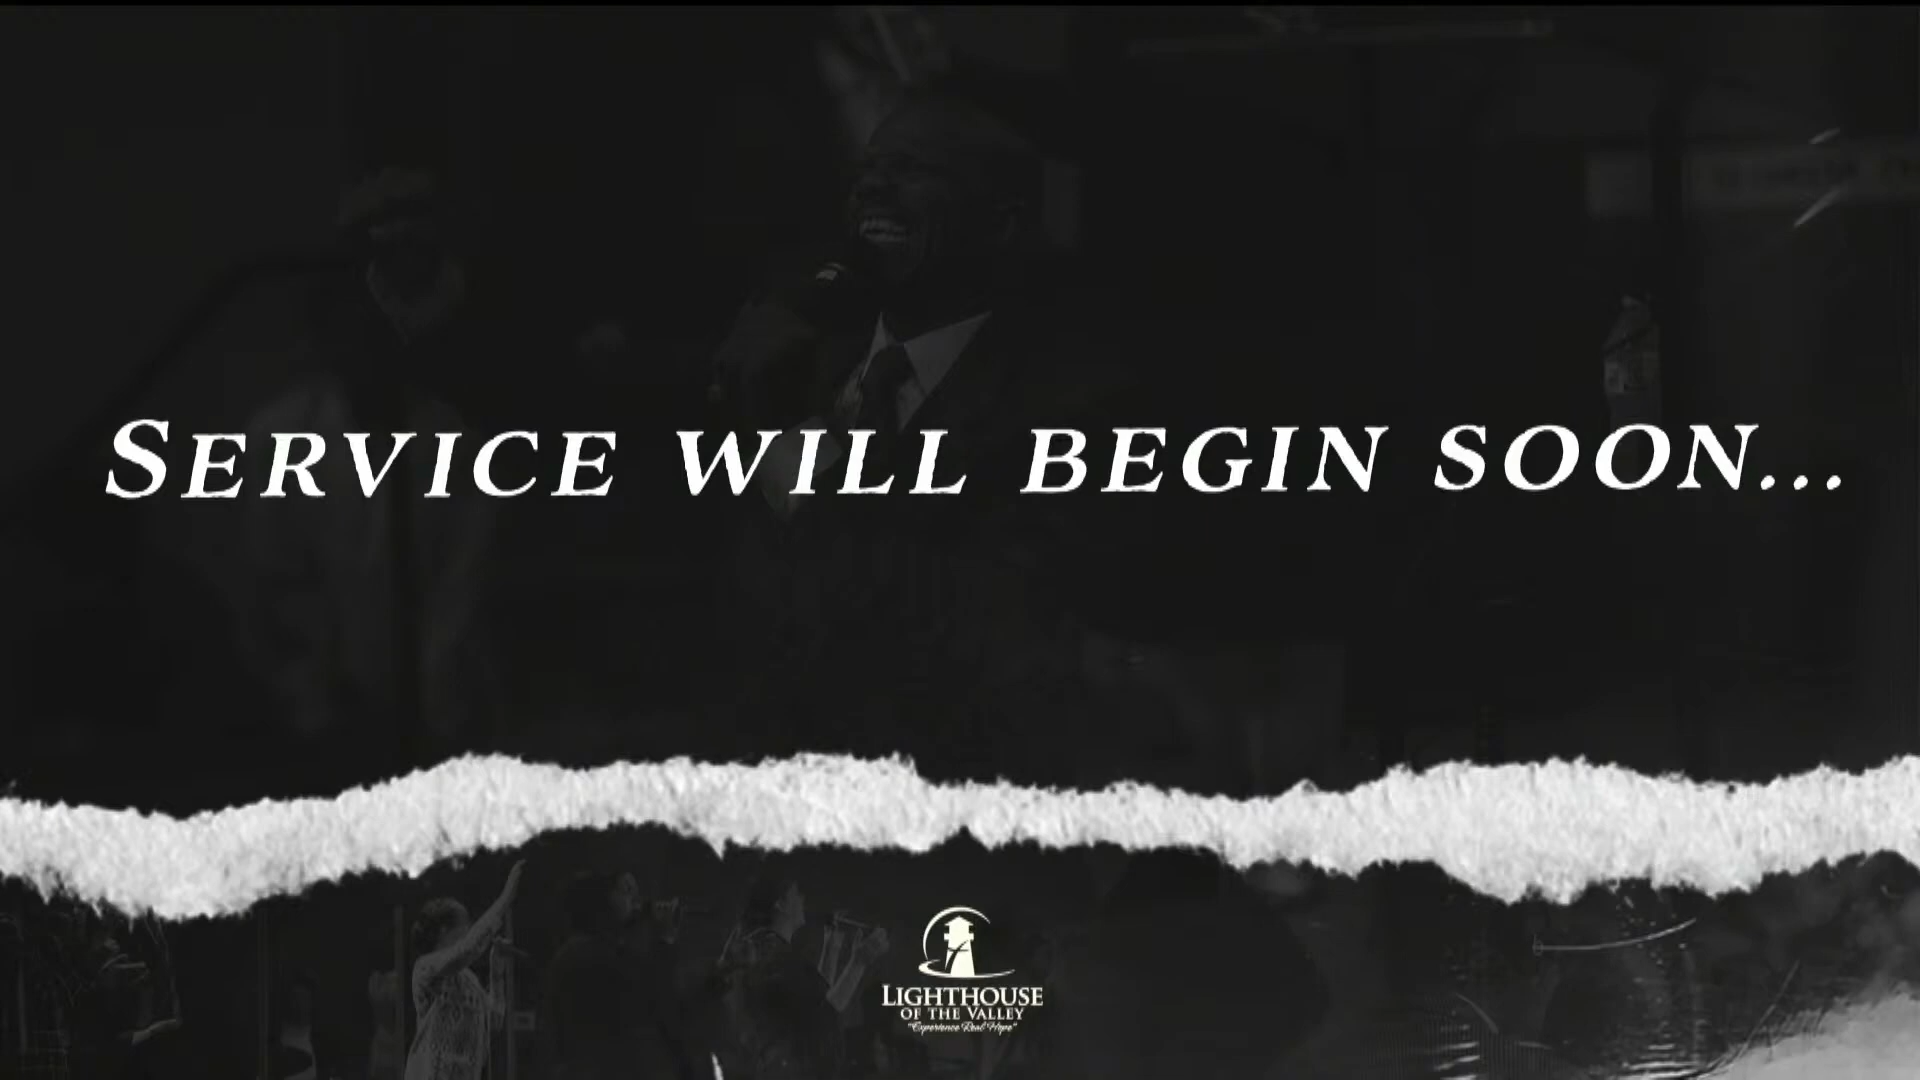 SERVICE WILL BEGIN SOON...
LIGHTHOUSE
OF THE VALLEY
"Experience Real Hope"